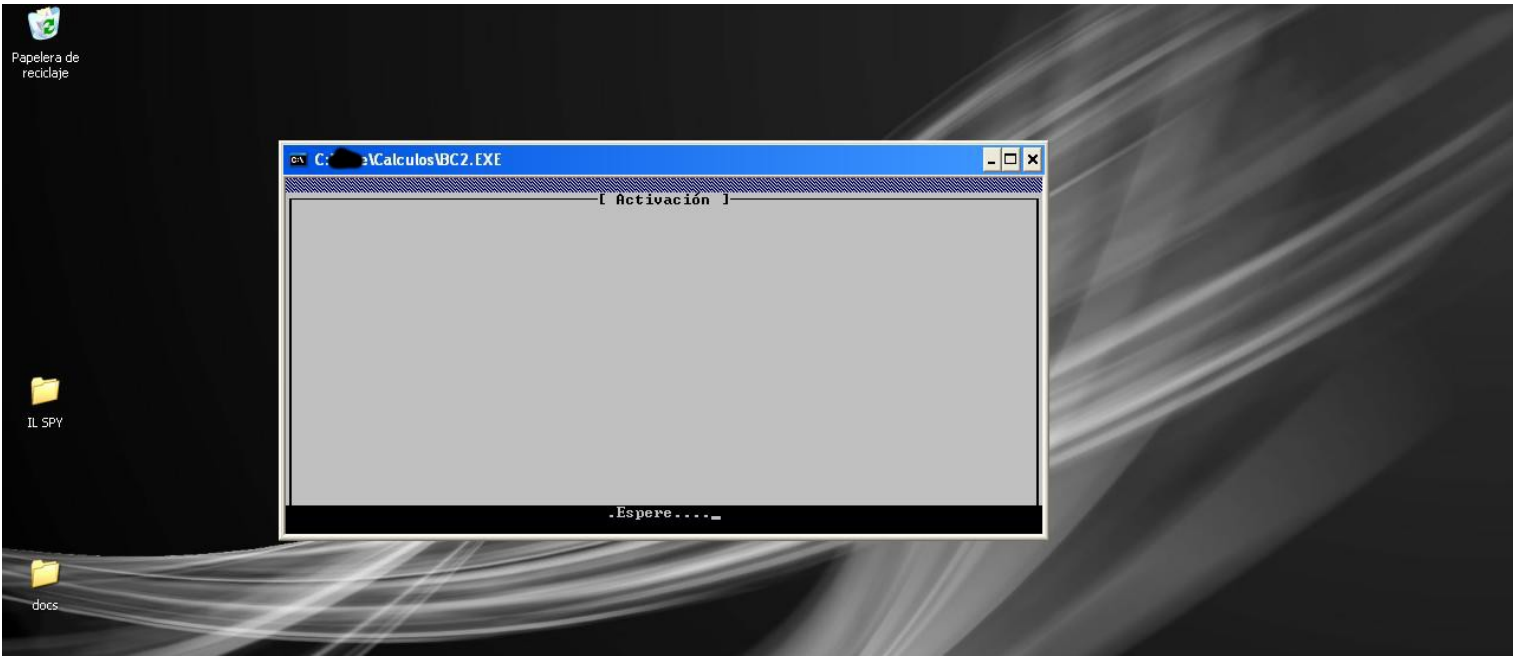 Papelera de
reciclaje
C:\ e\Calculos\BC2.EXE
[ Activación ]
IL SPY
.Espere...._
docs